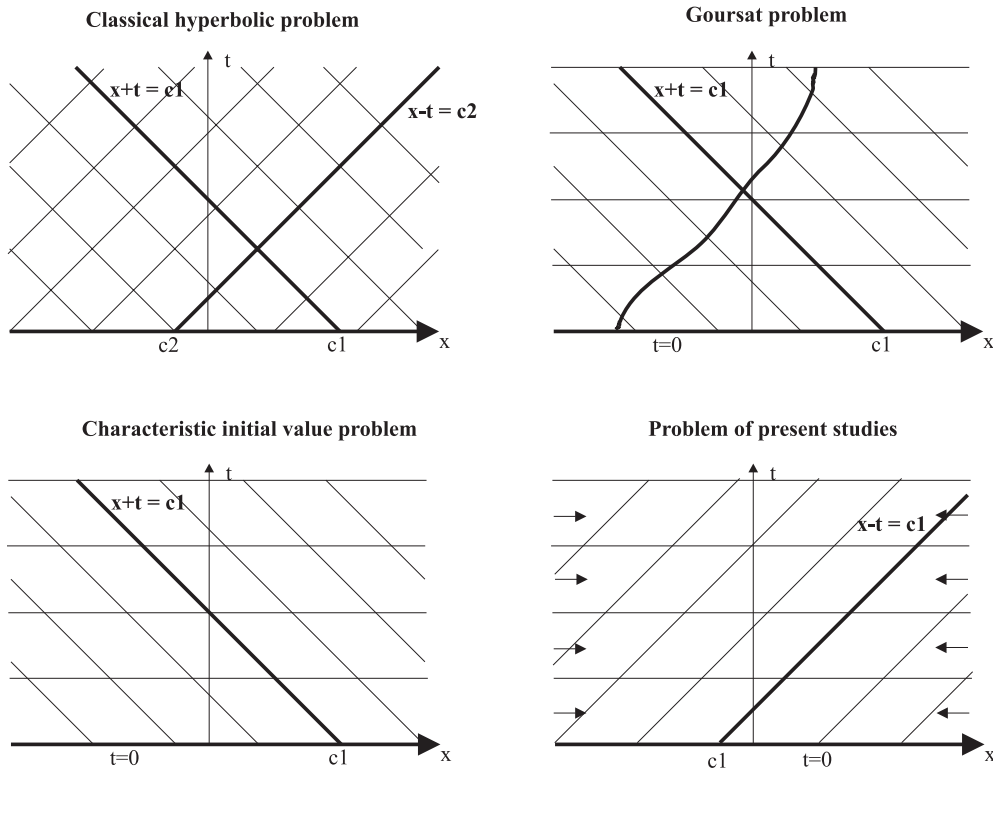 Classical hyperbolic problem
t
x+t = c1
x-t = c2
c2
c1
x
Goursat problem
t
x+t = c1
t=0
c1
x
Characteristic initial value problem
t
x+t = c1
t=0
c1
x
Problem of present studies
t
x-t = c1
c1
t=0
x